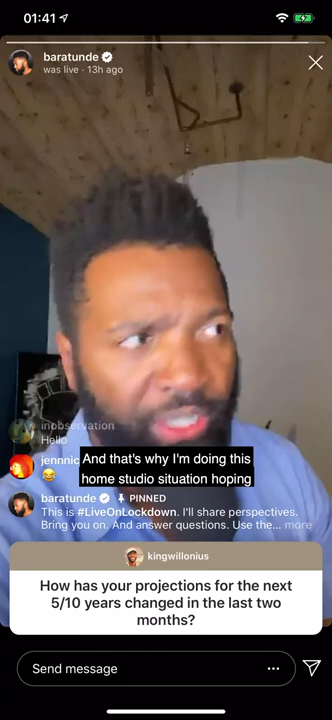 01:41
baratunde
was live · 13h ago
inobservation
Hello
jennnic
And that's why I'm doing this
home studio situation hoping
baratunde PINNED
This is #LiveOnLockdown. I'll share perspectives.
Bring you on. And answer questions. Use the... more
kingwillonius
How has your projections for the next
5/10 years changed in the last two
months?
Send message